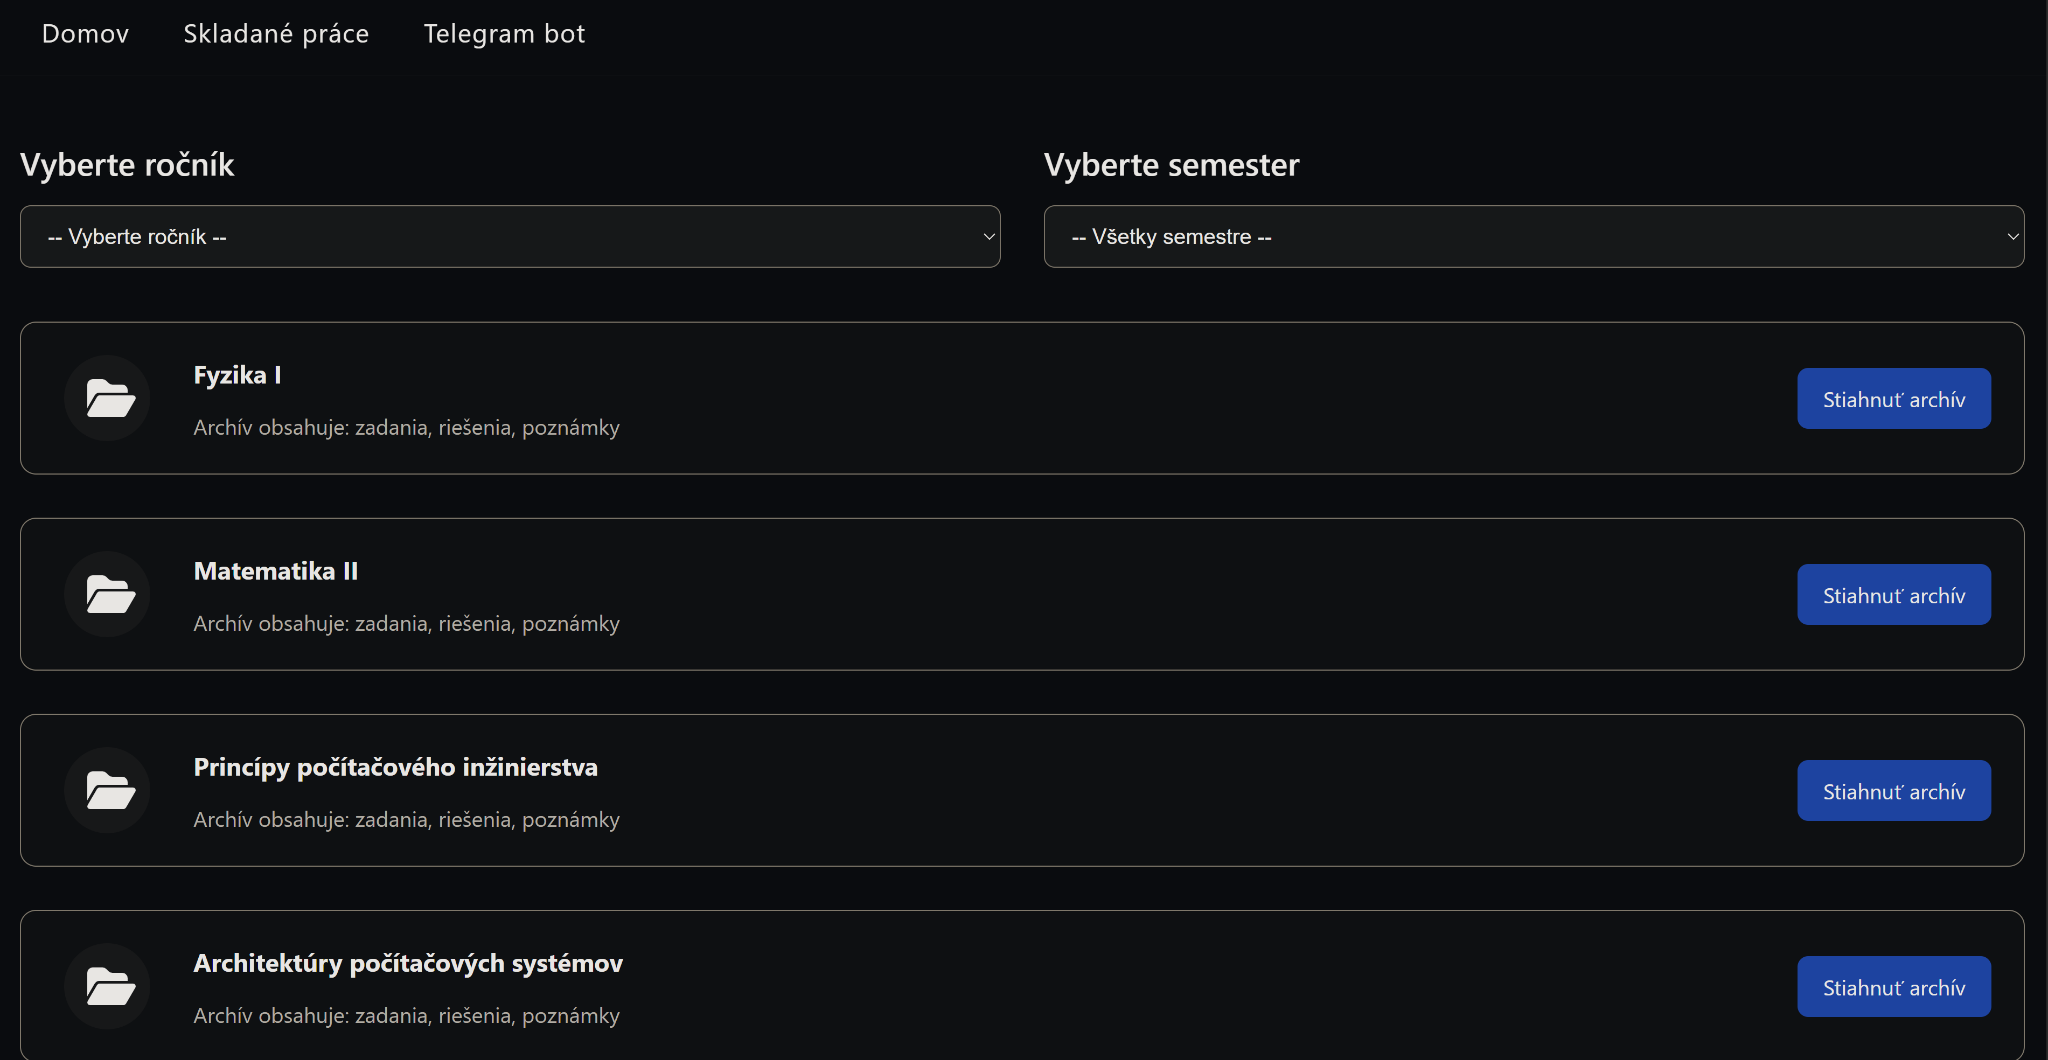 Domov Skladané práce Telegram bot
Vyberte ročník
-- Vyberte ročník --
Vyberte semester
-- Všetky semestre --
Fyzika I
Archív obsahuje: zadania, riešenia, poznámky
Stiahnuť archív
Matematika II
Archív obsahuje: zadania, riešenia, poznámky
Stiahnuť archív
Princípy počítačového inžinierstva
Archív obsahuje: zadania, riešenia, poznámky
Stiahnuť archív
Architektúry počítačových systémov
Archív obsahuje: zadania, riešenia, poznámky
Stiahnuť archív